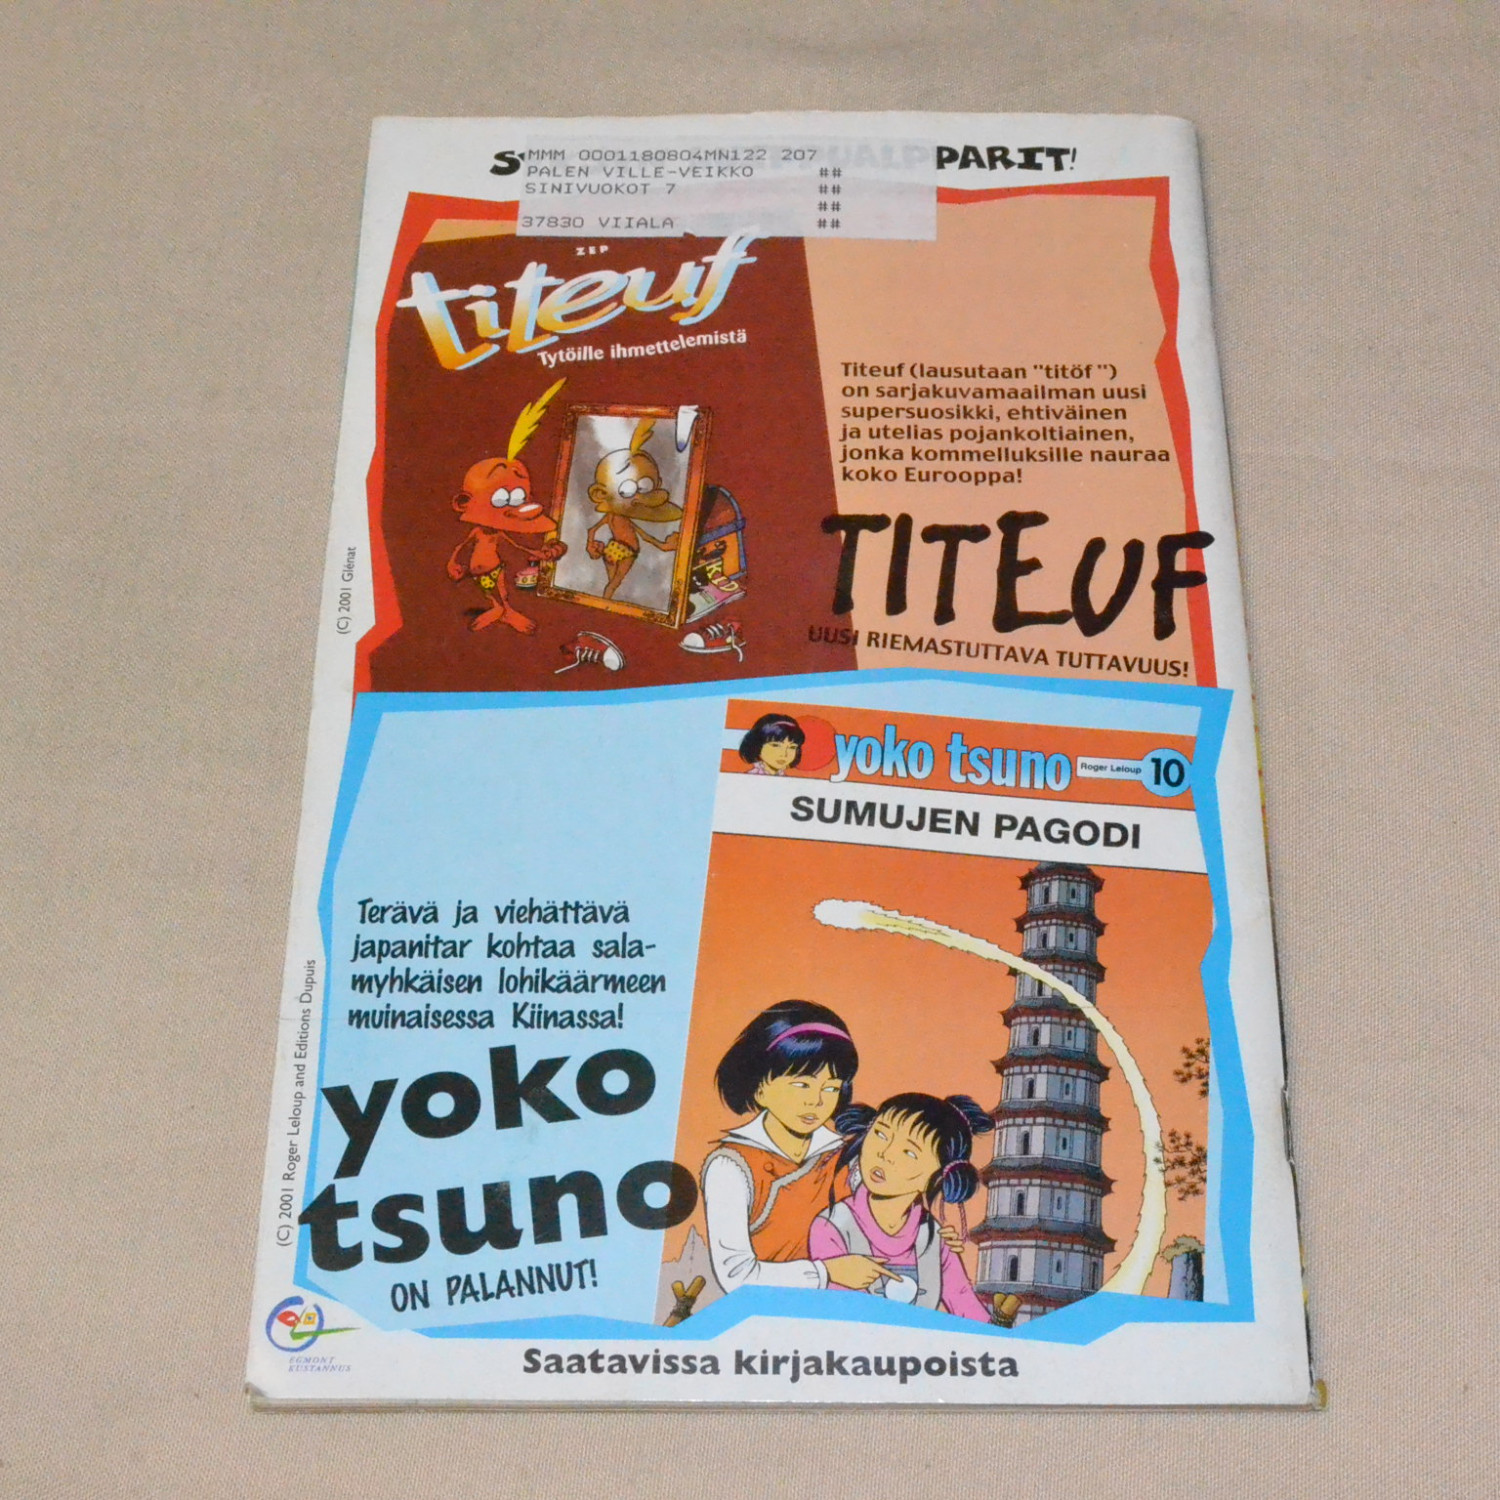 PARIT!
MMM 0001180804MN122 207
PALEN VILLE-VEIKKO ##
SINIVUOKOT 7 ##
##
37830 VIIALA ##
ZEP
titeuf
Tytöille ihmettelemistä
Titeuf (lausutaan "titöf")
on sarjakuvamaailman uusi
supersuosikki, ehtiväinen
ja utelias pojankoltiainen,
jonka kommelluksille nauraa
koko Eurooppa!
TITEUF
UUSI RIEMASTUTTAVA TUTTAVUUS!
(C) 2001 Glénat
yoko tsuno
Roger Leloup
10
SUMUJEN PAGODI
Terävä ja viehättävä
japanitar kohtaa sala-
myhkäisen lohikäärmeen
muinaisessa Kiinassa!
yoko
tsuno
ON PALANNUT!
(C) 2001 Roger Leloup and Editions Dupuis
EGMONT
KUSTANNUS
Saatavissa kirjakaupoista